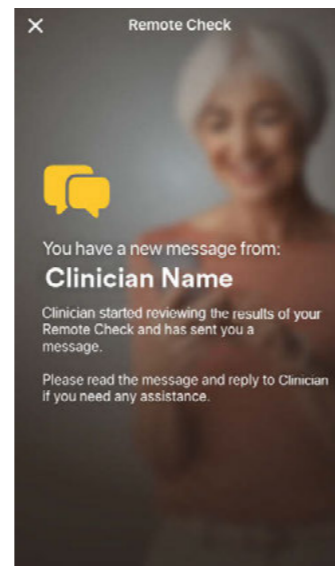 Remote Check
You have a new message from:
Clinician Name
Clinician started reviewing the results of your
Remote Check and has sent you a
message.
Please read the message and reply to Clinician
if you need any assistance.